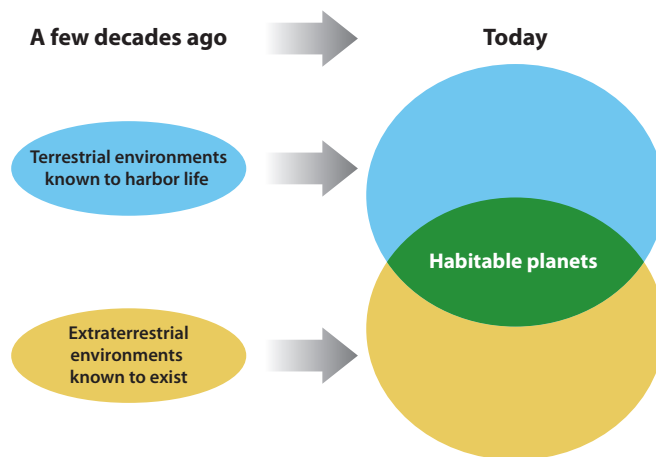 A few decades ago
Today
Terrestrial environments
known to harbor life
Habitable planets
Extraterrestrial
environments
known to exist